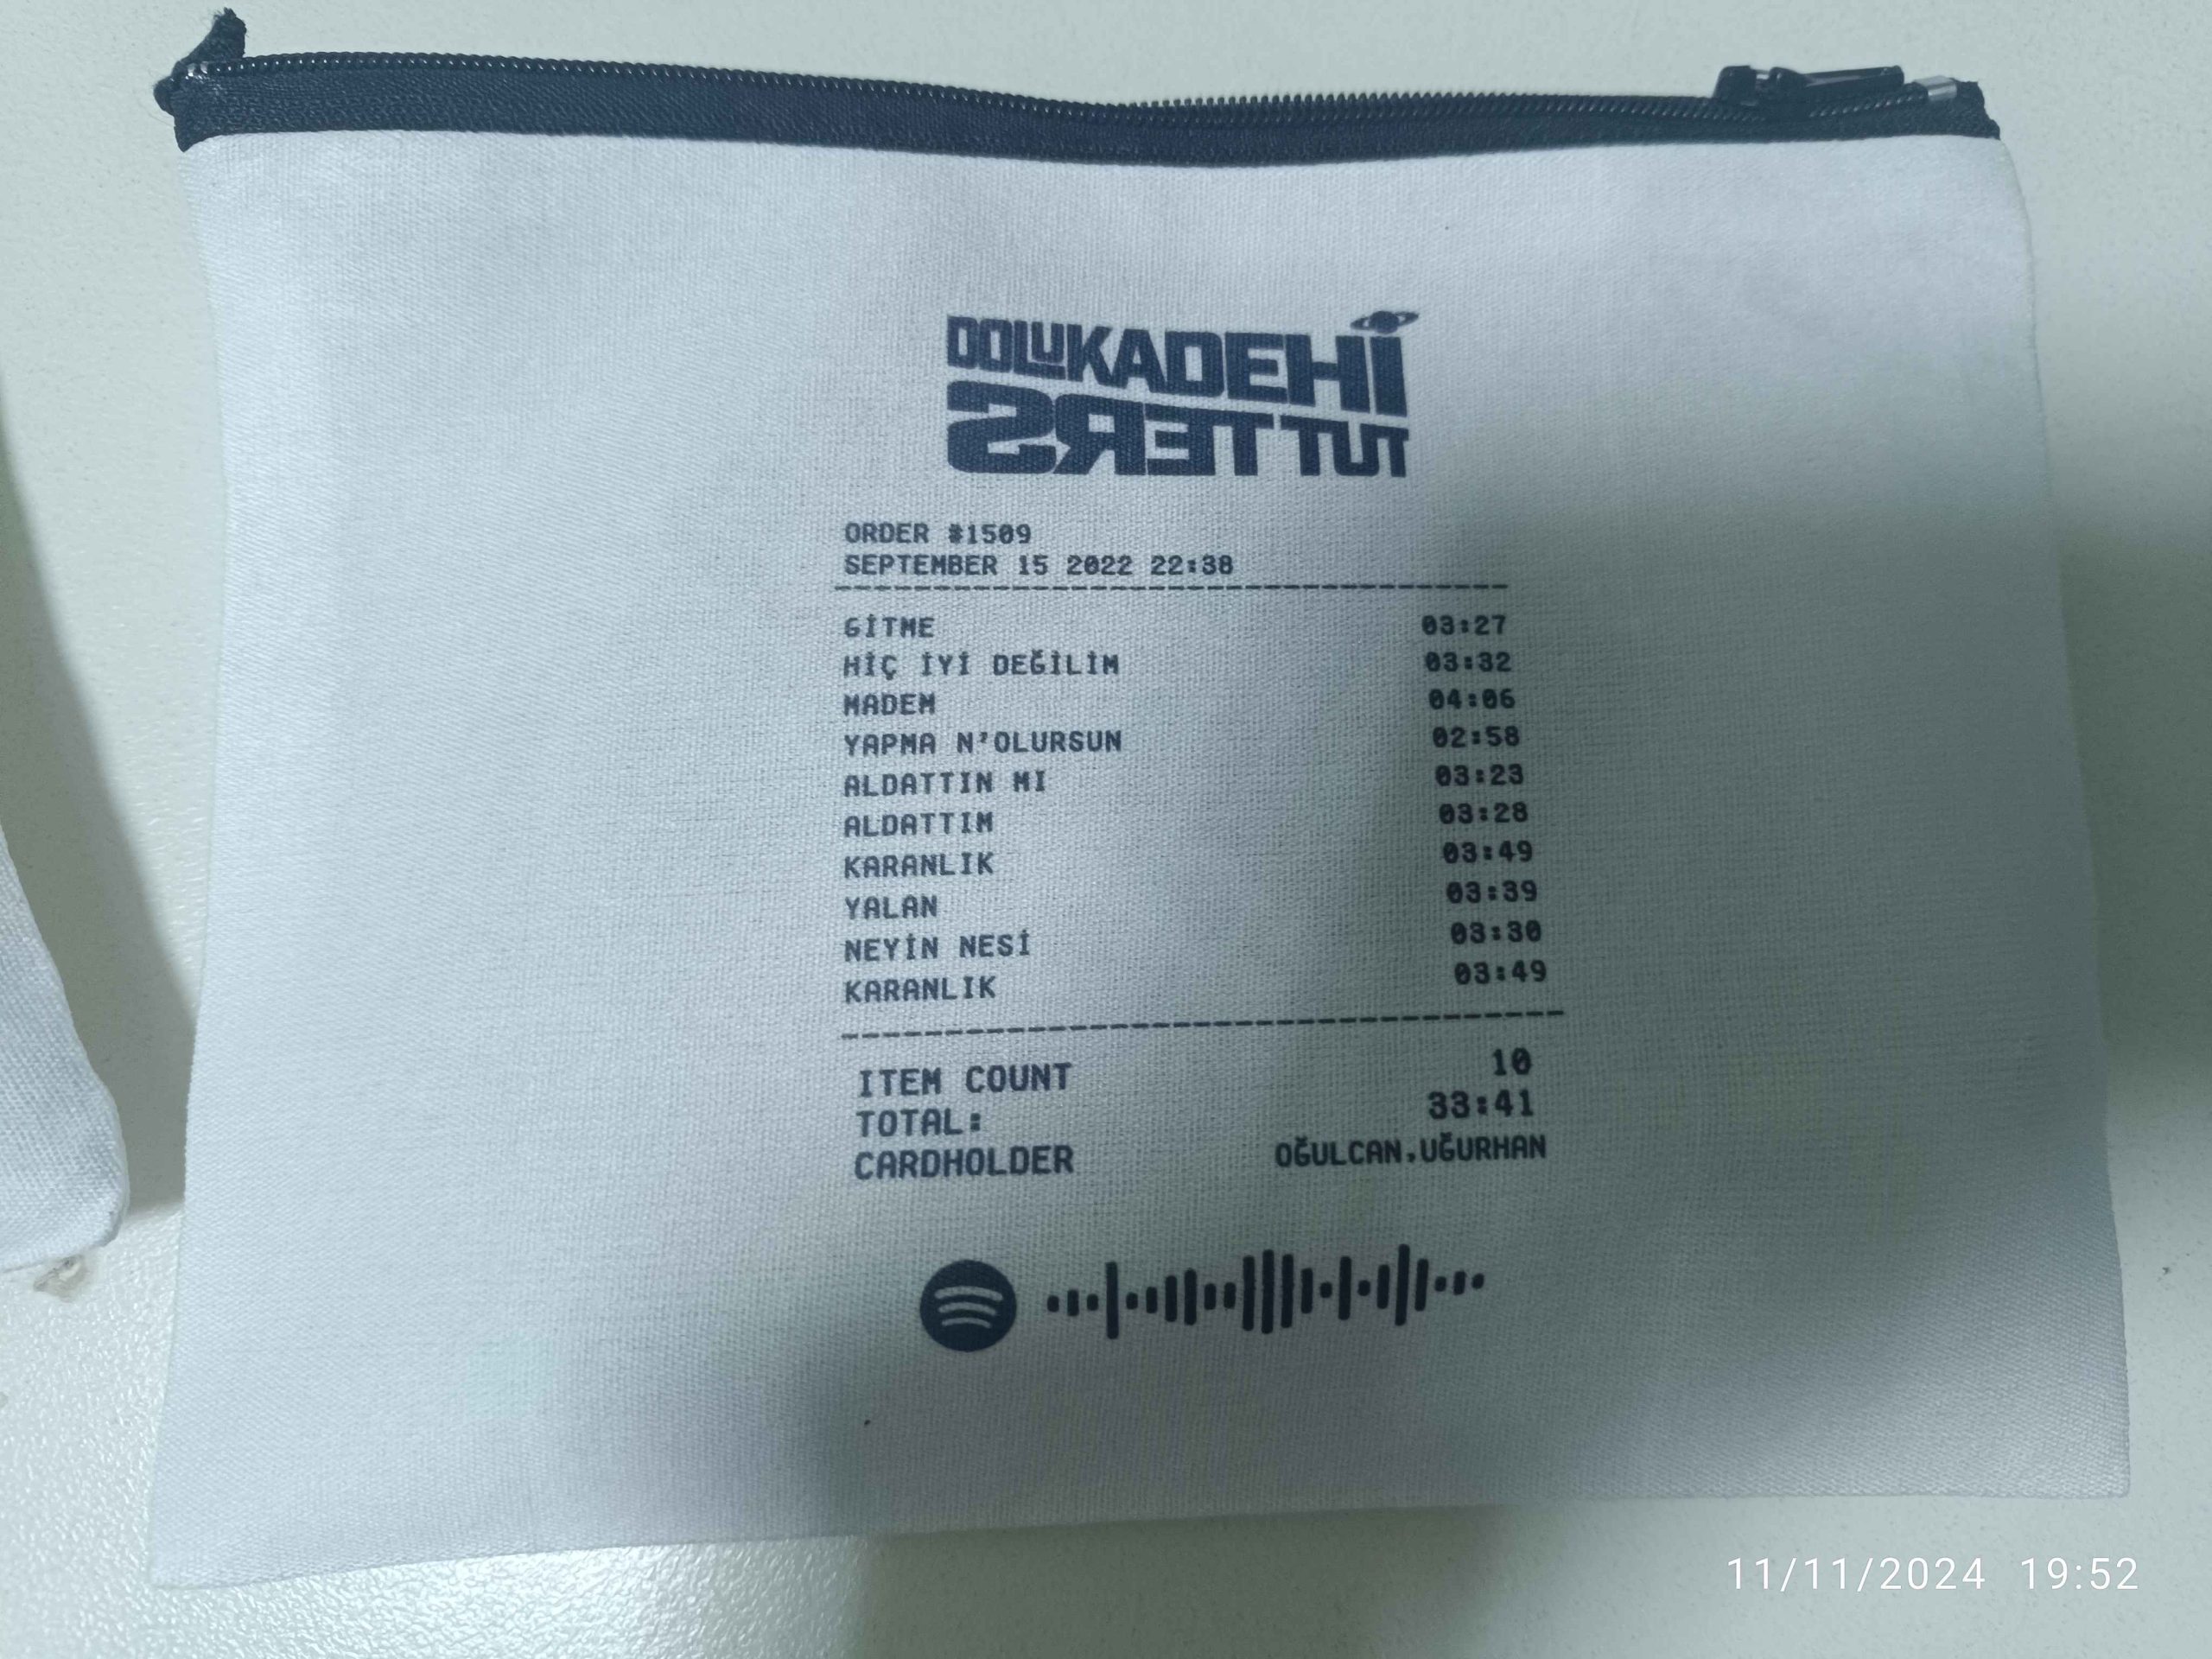 DOLUKADEHİ
TUTTERS
ORDER #1509
SEPTEMBER 15 2022 22:38
GİTME 03:27
HİÇ İYİ DEĞİLİM 03:32
MADEM 04:06
YAPMA N'OLURSUN 02:58
ALDATTIN MI 03:23
ALDATTIM 03:28
KARANLIK 03:49
YALAN 03:39
NEYİN NESİ 03:30
KARANLIK 03:49
ITEM COUNT 10
TOTAL: 33:41
CARDHOLDER OĞULCAN,UĞURHAN
11/11/2024 19:52